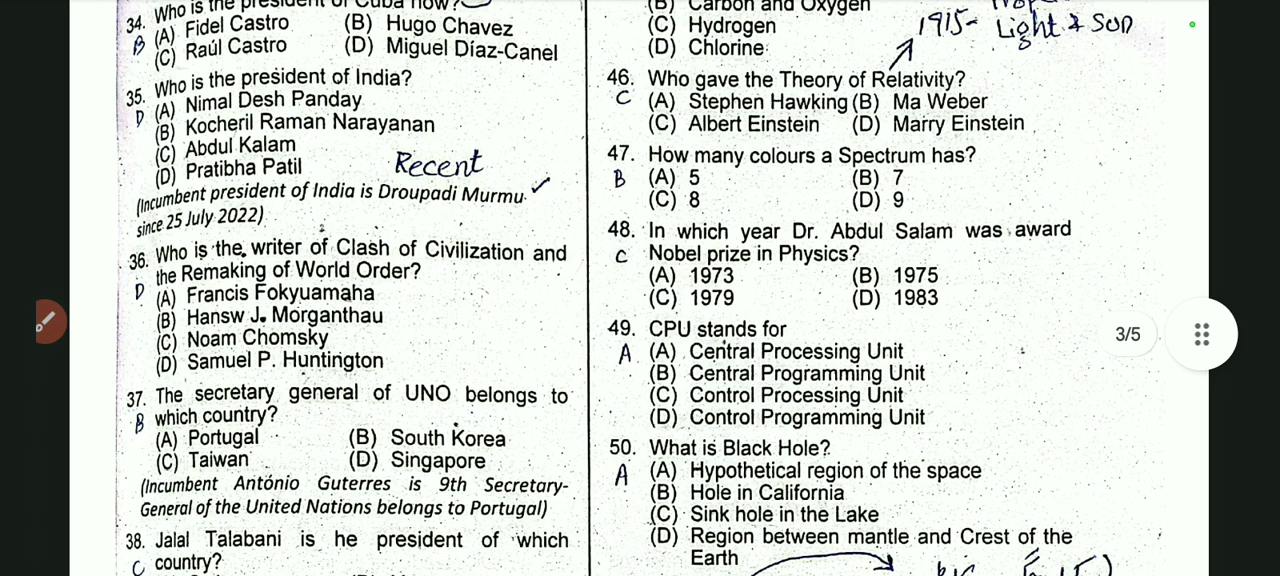 34. Who is the president of Cuba now?
B (A) Fidel Castro (B) Hugo Chavez
(C) Raúl Castro (D) Miguel Díaz-Canel
35. Who is the president of India?
D (A) Nimal Desh Panday
(B) Kocheril Raman Narayanan
(C) Abdul Kalam
(D) Pratibha Patil Recent
(Incumbent president of India is Droupadi Murmu
since 25 July 2022)
36. Who is the writer of Clash of Civilization and
the Remaking of World Order?
D (A) Francis Fokyuamaha
(B) Hansw J. Morganthau
(C) Noam Chomsky
(D) Samuel P. Huntington
37. The secretary general of UNO belongs to
B which country?
(A) Portugal (B) South Korea
(C) Taiwan (D) Singapore
(Incumbent António Guterres is 9th Secretary-
General of the United Nations belongs to Portugal)
38. Jalal Talabani is he president of which
C country?
(B) Carbon and Oxygen
(C) Hydrogen 1915- Light & SOD
(D) Chlorine
46. Who gave the Theory of Relativity?
C (A) Stephen Hawking (B) Ma Weber
(C) Albert Einstein (D) Marry Einstein
47. How many colours a Spectrum has?
B (A) 5 (B) 7
(C) 8 (D) 9
48. In which year Dr. Abdul Salam was award
C Nobel prize in Physics?
(A) 1973 (B) 1975
(C) 1979 (D) 1983
49. CPU stands for
A (A) Central Processing Unit
(B) Central Programming Unit
(C) Control Processing Unit
(D) Control Programming Unit
50. What is Black Hole?
A (A) Hypothetical region of the space
(B) Hole in California
(C) Sink hole in the Lake
(D) Region between mantle and Crest of the
Earth
3/5